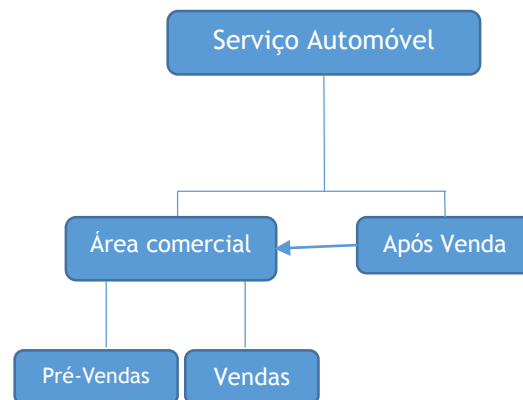 Serviço Automóvel
Área comercial
Após Venda
Pré-Vendas
Vendas